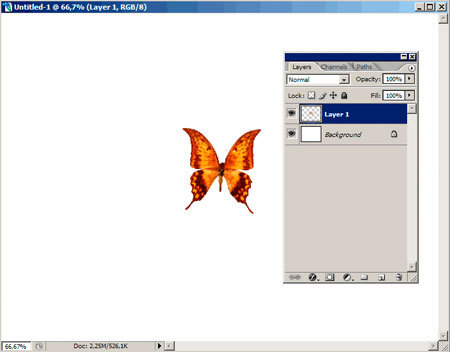 Untitled-1 @ 66,7% (Layer 1, RGB/8)
Layers Channels Paths
Normal Opacity: 100%
Lock: Fill: 100%
Layer 1
Background
66,67% Doc: 2,25M/526,1K